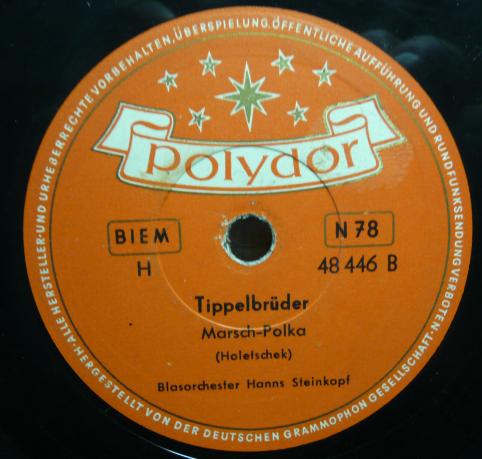 ALLE HERSTELLER-UND URHEBERRECHTE VORBEHALTEN, ÜBERSPIELUNG, ÖFFENTLICHE AUFFÜHRUNG UND RUNDFUNKSENDUNG VERBOTEN.
polydor
BIEM
N 78
H
48 446 B
Tippelbrüder
Marsch-Polka
(Holetschek)
Blasorchester Hanns Steinkopf
HERGESTELLT VON DER DEUTSCHEN GRAMMOPHON GESELLSCHAFT